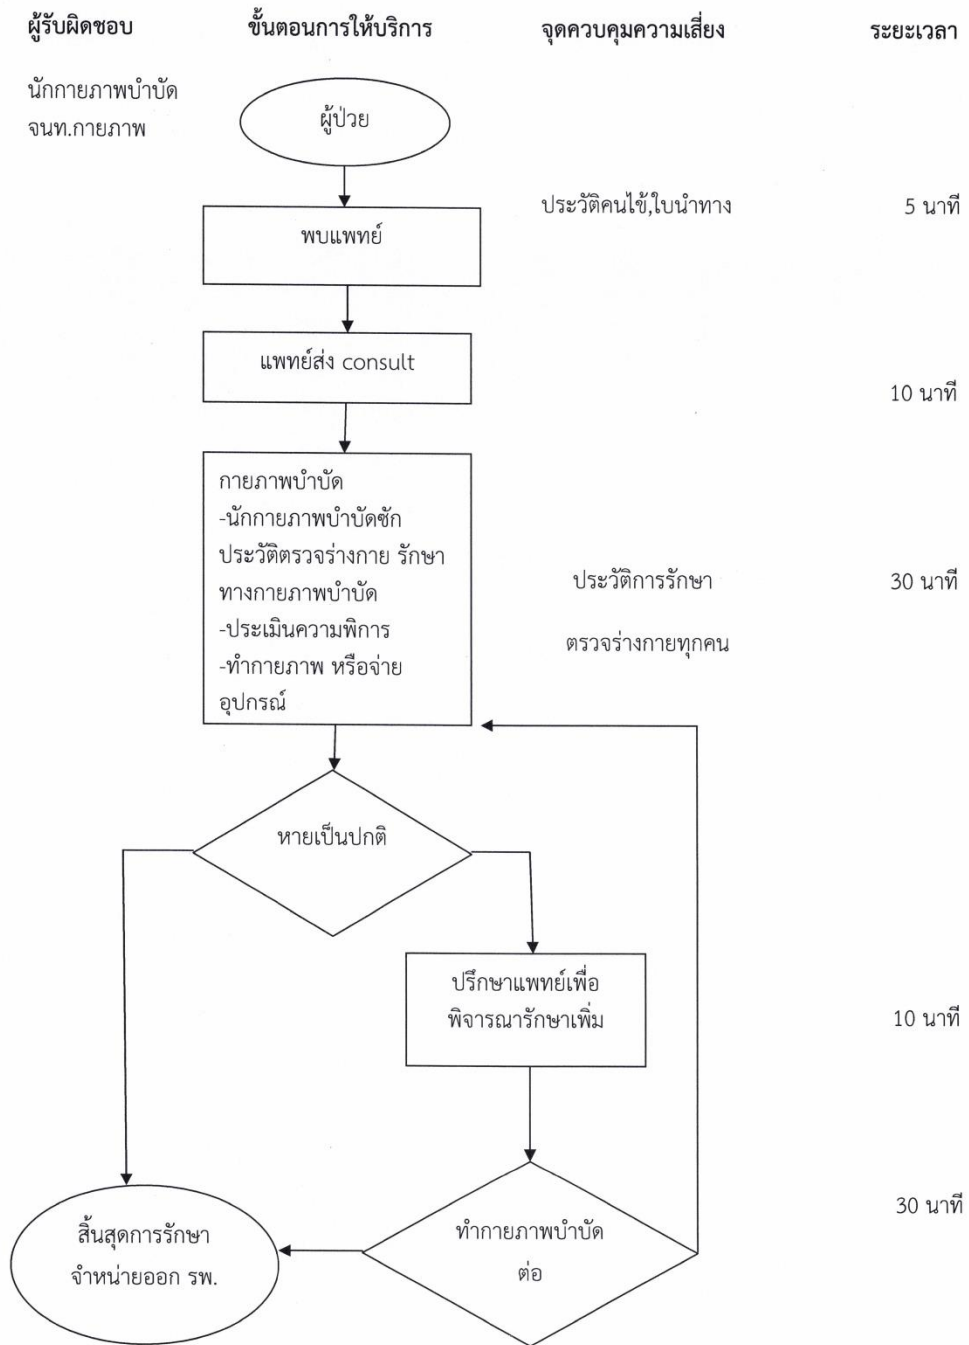 ผู้รับผิดชอบ ขั้นตอนการให้บริการ จุดควบคุมความเสี่ยง ระยะเวลา
นักกายภาพบำบัด
จนท.กายภาพ
ผู้ป่วย
ประวัติคนไข้,ใบนำทาง 5 นาที
พบแพทย์
แพทย์ส่ง consult
10 นาที
กายภาพบำบัด
-นักกายภาพบำบัดซัก
ประวัติตรวจร่างกาย รักษา
ทางกายภาพบำบัด
-ประเมินความพิการ
-ทำกายภาพ หรือจ่าย
อุปกรณ์
ประวัติการรักษา 30 นาที
ตรวจร่างกายทุกคน
หายเป็นปกติ
ปรึกษาแพทย์เพื่อ
พิจารณารักษาเพิ่ม
10 นาที
30 นาที
ทำกายภาพบำบัด
ต่อ
สิ้นสุดการรักษา
จำหน่ายออก รพ.